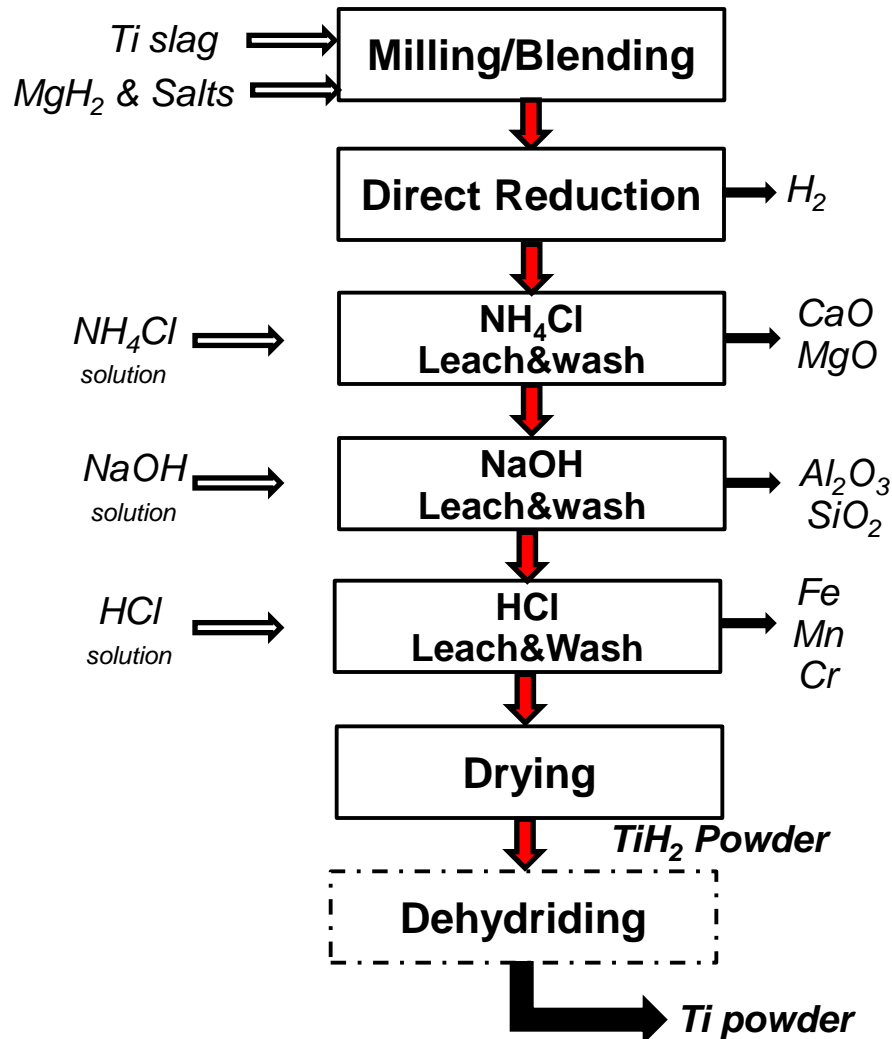 Ti slag
MgH₂ & Salts
Milling/Blending
Direct Reduction
H₂
NH₄Cl
solution
NH₄Cl
Leach&wash
CaO
MgO
NaOH
solution
NaOH
Leach&wash
Al₂O₃
SiO₂
HCl
solution
HCl
Leach&Wash
Fe
Mn
Cr
Drying
TiH₂ Powder
Dehydriding
Ti powder